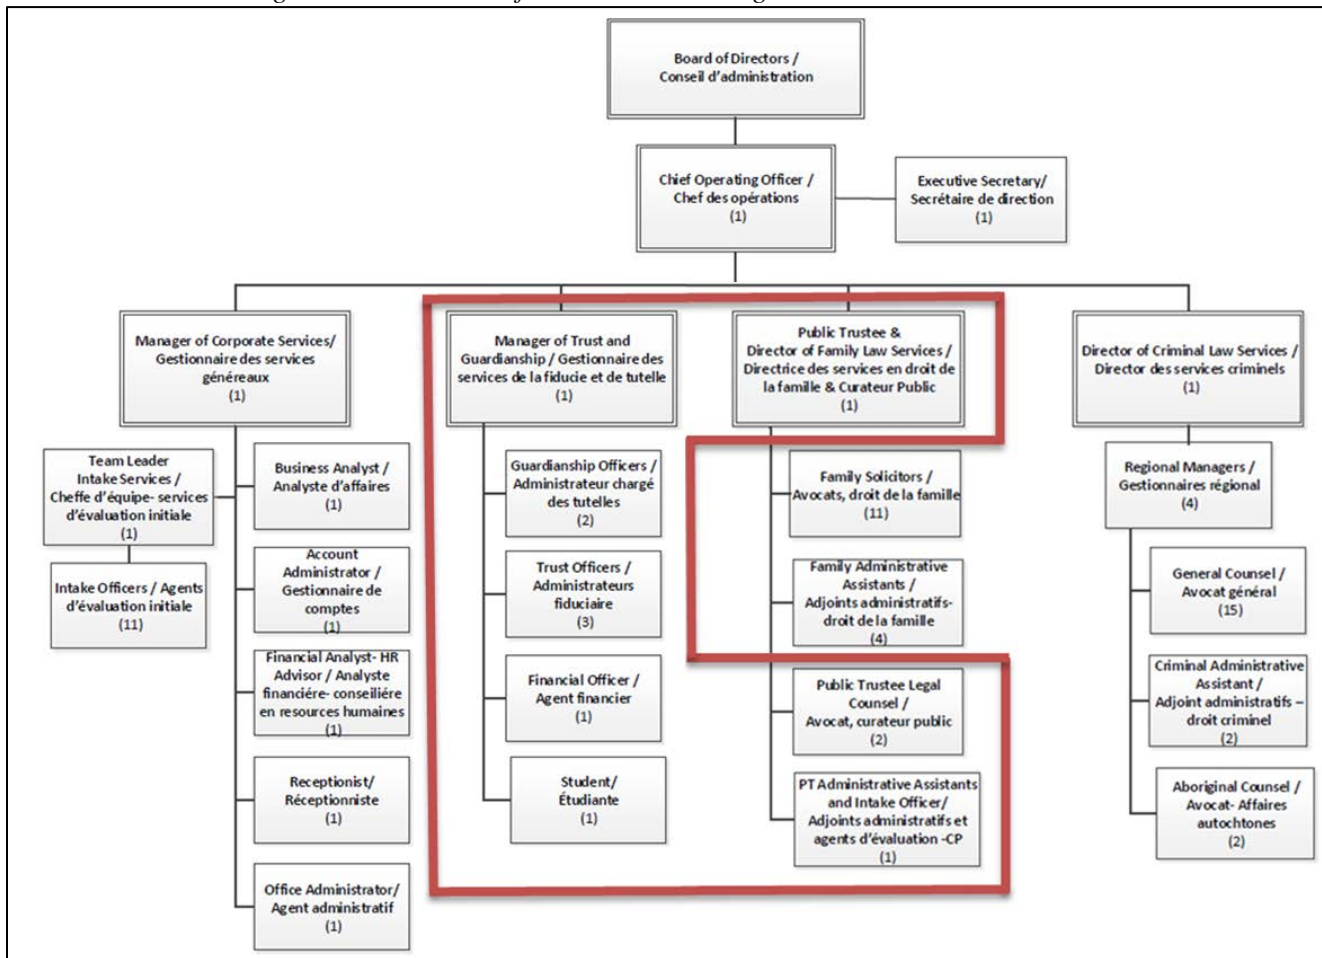 Board of Directors /
Conseil d'administration
Chief Operating Officer /
Chef des opérations
(1)
Executive Secretary/
Secrétaire de direction
(1)
Manager of Corporate Services/
Gestionnaire des services
généreaux
(1)
Manager of Trust and
Guardianship / Gestionnaire des
services de la fiducie et de tutelle
(1)
Public Trustee &
Director of Family Law Services /
Directrice des services en droit de
la famille & Curateur Public
(1)
Director of Criminal Law Services /
Director des services criminels
(1)
Team Leader
Intake Services /
Cheffe d'équipe- services
d'évaluation initiale
(1)
Intake Officers / Agents
d'évaluation initiale
(11)
Business Analyst /
Analyste d'affaires
(1)
Account
Administrator /
Gestionnaire de
comptes
(1)
Financial Analyst- HR
Advisor / Analyste
financiére- conseiliére
en resources humaines
(1)
Receptionist/
Réceptionniste
(1)
Office Administrator/
Agent administratif
(1)
Guardianship Officers /
Administrateur chargé
des tutelles
(2)
Trust Officers /
Administrateurs
fiduciaire
(3)
Financial Officer /
Agent financier
(1)
Student/
Étudiante
(1)
Family Solicitors /
Avocats, droit de la famille
(11)
Family Administrative
Assistants /
Adjoints administratifs-
droit de la famille
(4)
Public Trustee Legal
Counsel /
Avocat, curateur public
(2)
PT Administrative Assistants
and Intake Officer/
Adjoints administratifs et
agents d'évaluation -CP
(1)
Regional Managers /
Gestionnaires régional
(4)
General Counsel /
Avocat général
(15)
Criminal Administrative
Assistant /
Adjoint administratifs –
droit criminel
(2)
Aboriginal Counsel /
Avocat- Affaires
autochtones
(2)